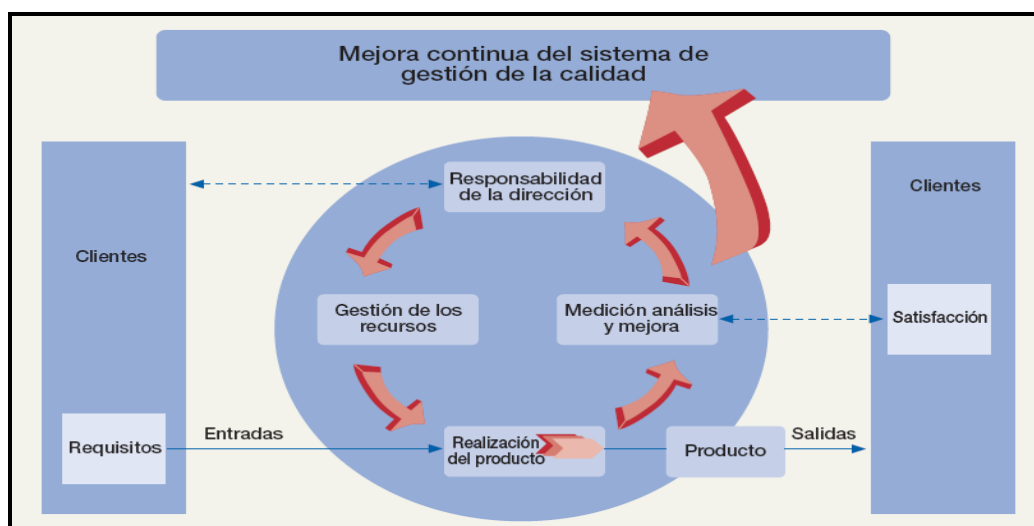 Mejora continua del sistema de
gestión de la calidad
Responsabilidad
de la dirección
Clientes
Clientes
Gestión de los
recursos
Medición análisis
y mejora
Satisfacción
Requisitos
Entradas
Realización
del producto
Producto
Salidas